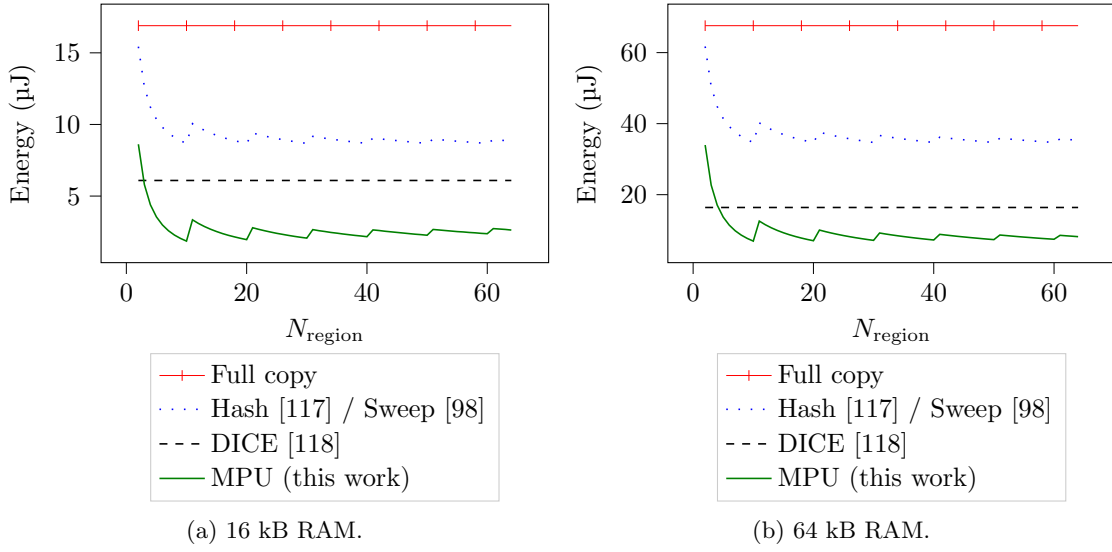 15
10
5
Energy (µJ)
0
20
40
60
N_region
Full copy
Hash [117] / Sweep [98]
DICE [118]
MPU (this work)
(a) 16 kB RAM.
60
40
20
Energy (µJ)
0
20
40
60
N_region
Full copy
Hash [117] / Sweep [98]
DICE [118]
MPU (this work)
(b) 64 kB RAM.